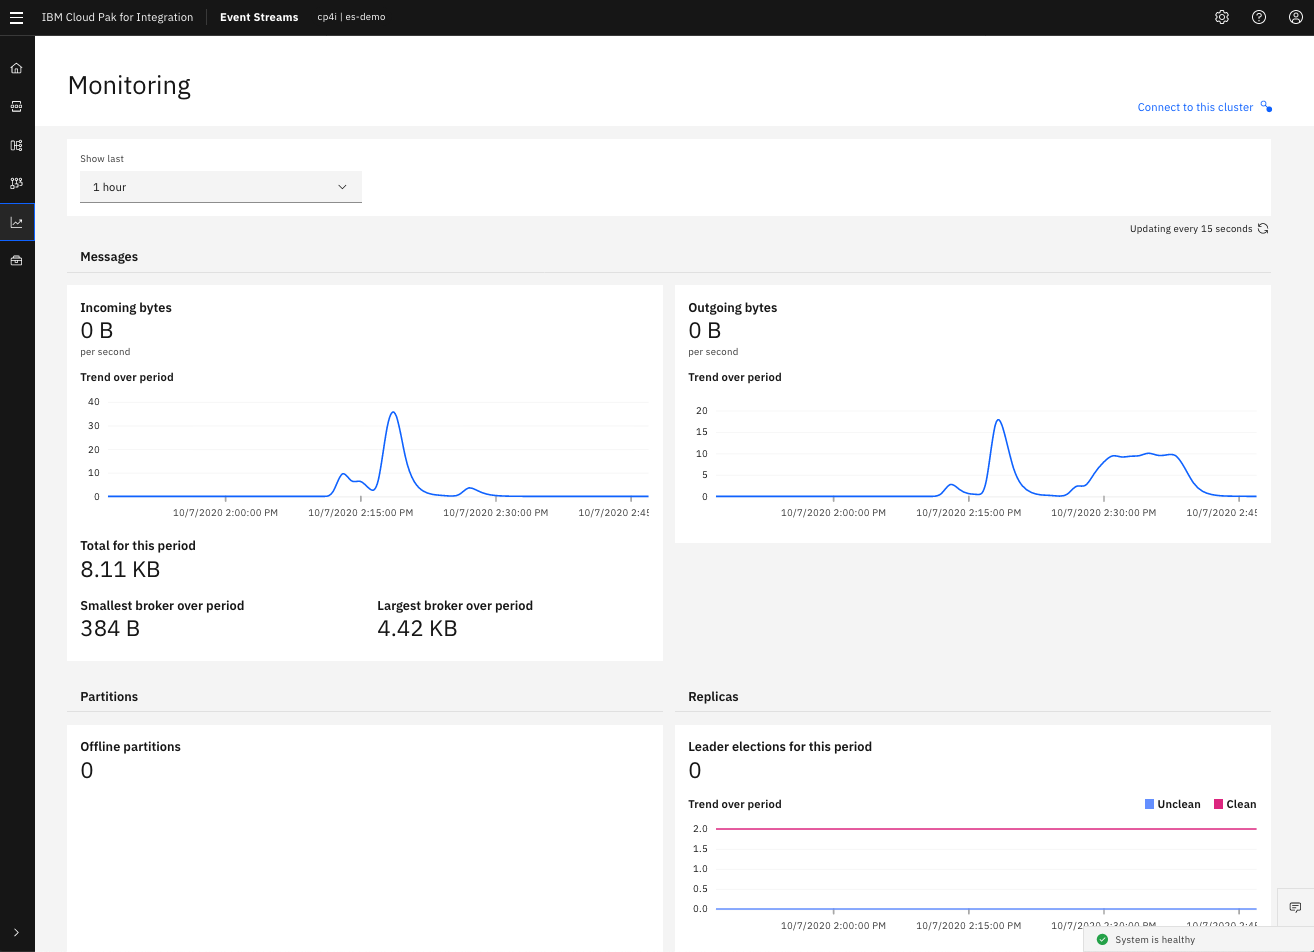 IBM Cloud Pak for Integration Event Streams cp4i | es-demo
Monitoring
Connect to this cluster
Show last
1 hour
Updating every 15 seconds
Messages
Incoming bytes
0 B
per second
Trend over period
40
30
20
10
0
10/7/2020 2:00:00 PM 10/7/2020 2:15:00 PM 10/7/2020 2:30:00 PM 10/7/2020 2:45
Total for this period
8.11 KB
Smallest broker over period
384 B
Largest broker over period
4.42 KB
Outgoing bytes
0 B
per second
Trend over period
20
15
10
5
0
10/7/2020 2:00:00 PM 10/7/2020 2:15:00 PM 10/7/2020 2:30:00 PM 10/7/2020 2:45
Partitions
Offline partitions
0
Replicas
Leader elections for this period
0
Trend over period
Unclean Clean
2.0
1.5
1.0
0.5
0.0
10/7/2020 2:00:00 PM 10/7/2020 2:15:00 PM 10/7/2020 2:30:00 PM 10/7/2020 2:45
System is healthy